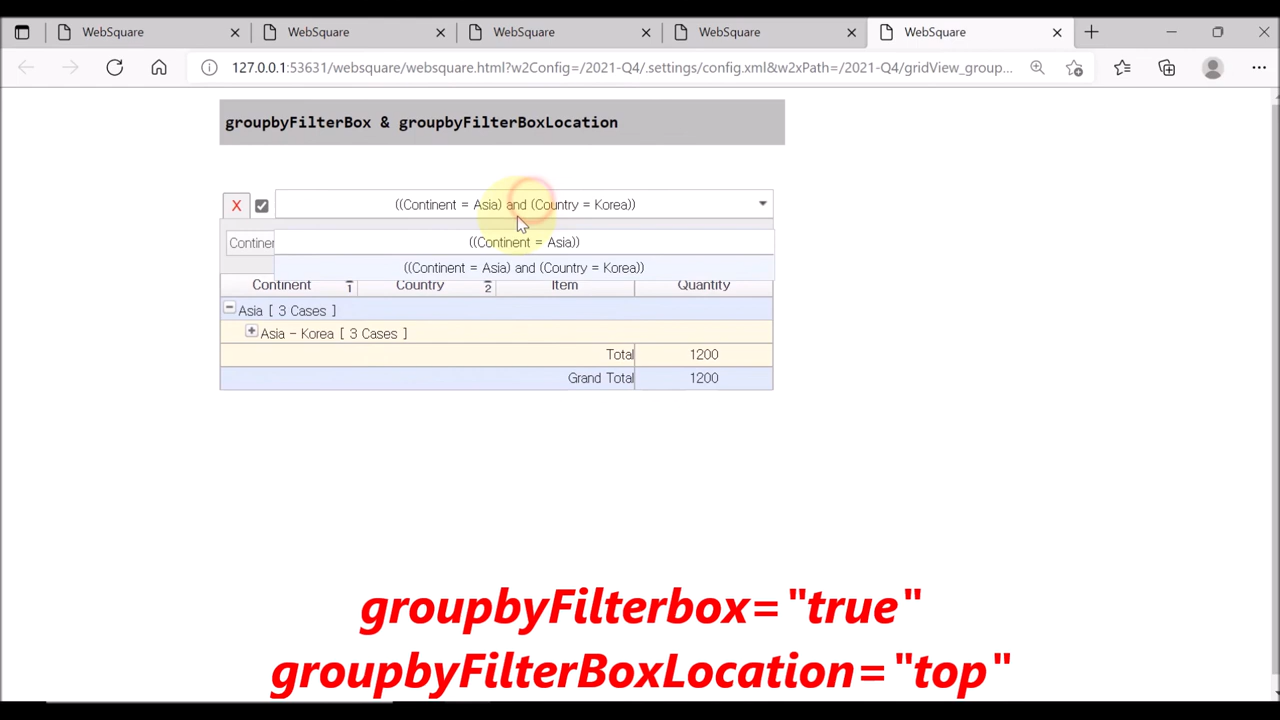 WebSquare WebSquare WebSquare WebSquare WebSquare
127.0.0.1:53631/websquare/websquare.html?w2Config=/2021-Q4/.settings/config.xml&w2xPath=/2021-Q4/gridView_group...
groupbyFilterBox & groupbyFilterBoxLocation
X ((Continent = Asia) and (Country = Korea))
Continen ((Continent = Asia))
((Continent = Asia) and (Country = Korea))
Continent 1 Country 2 Item Quantity
Asia [ 3 Cases ]
Asia - Korea [ 3 Cases ]
Total 1200
Grand Total 1200
groupbyFilterbox="true"
groupbyFilterBoxLocation="top"